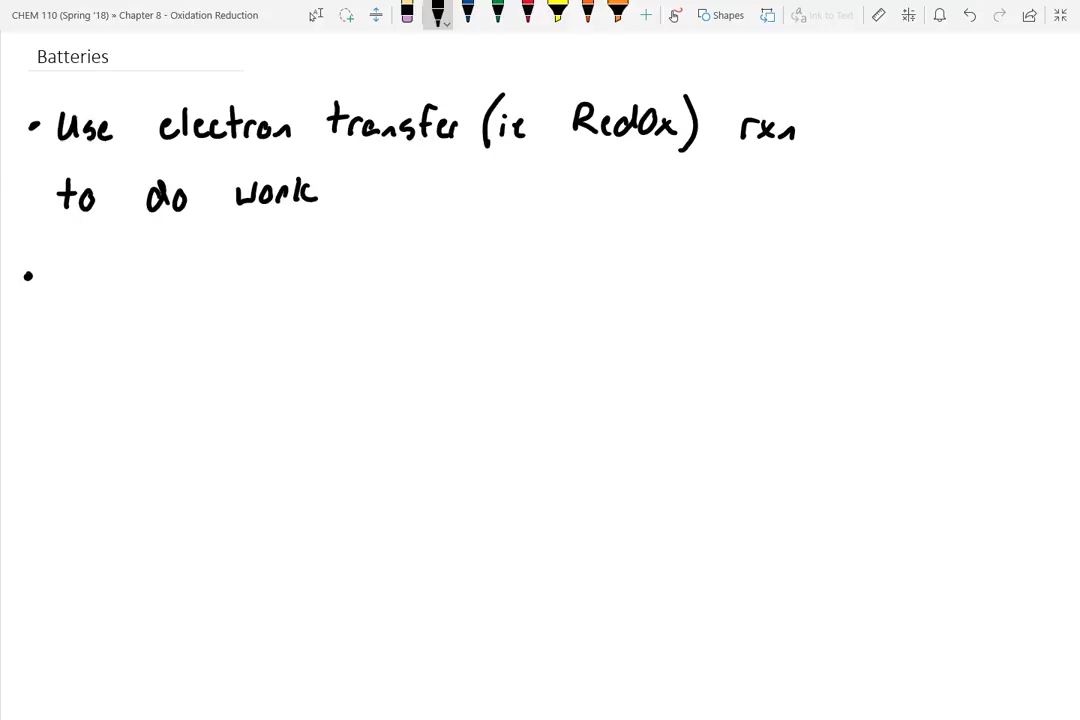 CHEM 110 (Spring '18) » Chapter 8 - Oxidation Reduction
Shapes
Ink to Text
Batteries
• Use electron transfer (ie RedOx) rxn
to do work
•